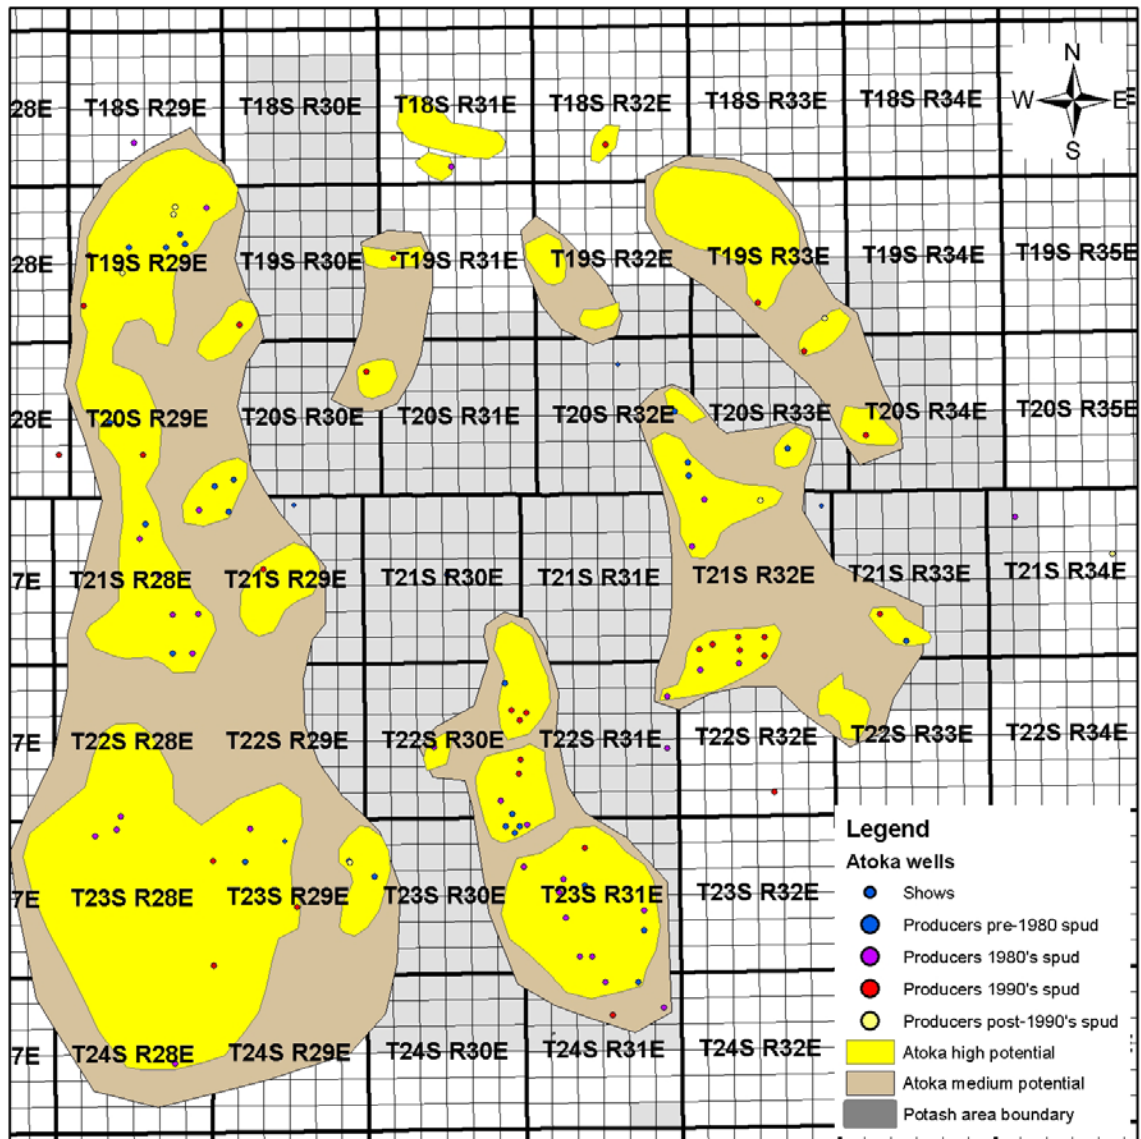 N
W E
S
28E T18S R29E T18S R30E T18S R31E T18S R32E T18S R33E T18S R34E
28E T19S R29E T19S R30E T19S R31E T19S R32E T19S R33E T19S R34E T19S R35E
28E T20S R29E T20S R30E T20S R31E T20S R32E T20S R33E T20S R34E T20S R35E
7E T21S R28E T21S R29E T21S R30E T21S R31E T21S R32E T21S R33E T21S R34E
7E T22S R28E T22S R29E T22S R30E T22S R31E T22S R32E T22S R33E T22S R34E
7E T23S R28E T23S R29E T23S R30E T23S R31E T23S R32E
7E T24S R28E T24S R29E T24S R30E T24S R31E T24S R32E
Legend
Atoka wells
Shows
Producers pre-1980 spud
Producers 1980's spud
Producers 1990's spud
Producers post-1990's spud
Atoka high potential
Atoka medium potential
Potash area boundary